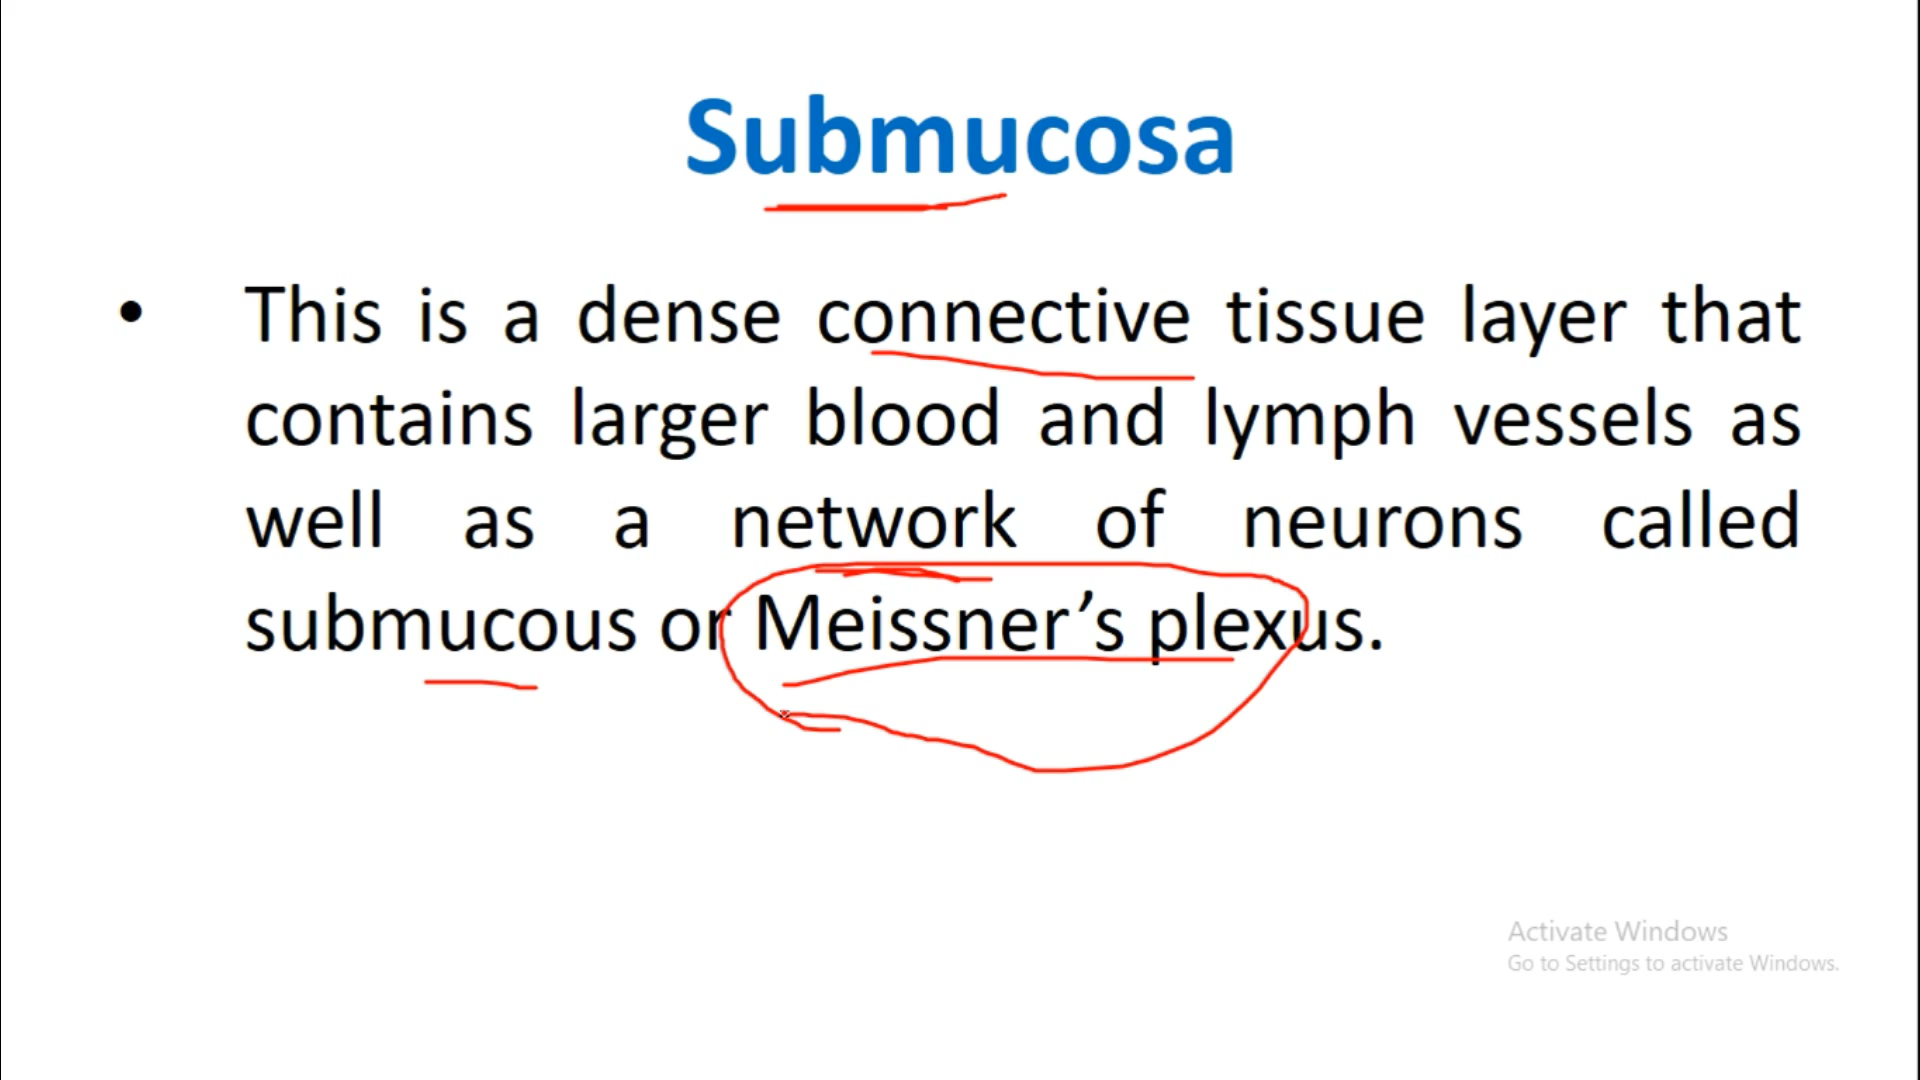 Submucosa
• This is a dense connective tissue layer that
contains larger blood and lymph vessels as
well as a network of neurons called
submucous or Meissner’s plexus.
Activate Windows
Go to Settings to activate Windows.